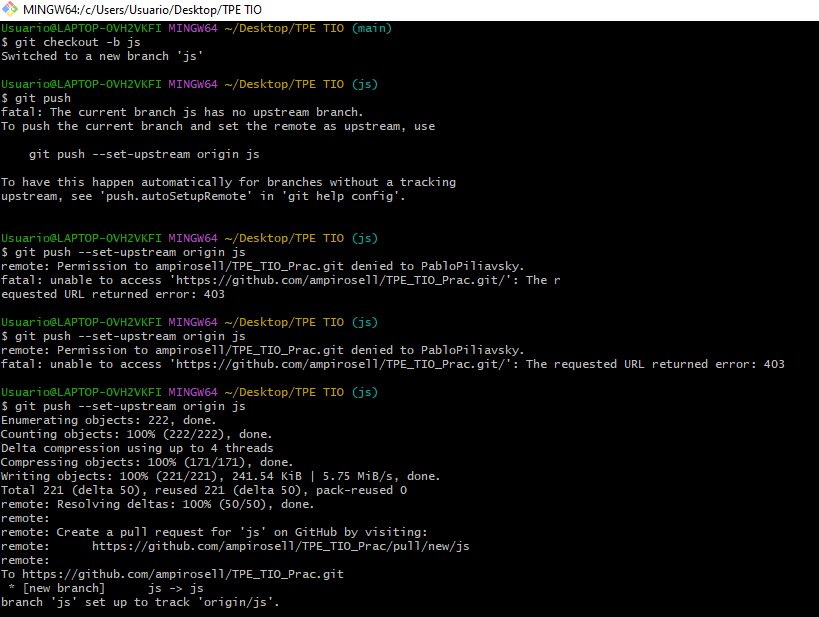 MINGW64:/c/Users/Usuario/Desktop/TPE TIO
Usuario@LAPTOP-OVH2VKFI MINGW64 ~/Desktop/TPE TIO (main)
$ git checkout -b js
Switched to a new branch 'js'
Usuario@LAPTOP-OVH2VKFI MINGW64 ~/Desktop/TPE TIO (js)
$ git push
fatal: The current branch js has no upstream branch.
To push the current branch and set the remote as upstream, use
git push --set-upstream origin js
To have this happen automatically for branches without a tracking
upstream, see 'push.autoSetupRemote' in 'git help config'.
Usuario@LAPTOP-OVH2VKFI MINGW64 ~/Desktop/TPE TIO (js)
$ git push --set-upstream origin js
remote: Permission to ampirosell/TPE_TIO_Prac.git denied to PabloPiliavsky.
fatal: unable to access 'https://github.com/ampirosell/TPE_TIO_Prac.git/': The r
equested URL returned error: 403
Usuario@LAPTOP-OVH2VKFI MINGW64 ~/Desktop/TPE TIO (js)
$ git push --set-upstream origin js
remote: Permission to ampirosell/TPE_TIO_Prac.git denied to PabloPiliavsky.
fatal: unable to access 'https://github.com/ampirosell/TPE_TIO_Prac.git/': The requested URL returned error: 403
Usuario@LAPTOP-OVH2VKFI MINGW64 ~/Desktop/TPE TIO (js)
$ git push --set-upstream origin js
Enumerating objects: 222, done.
Counting objects: 100% (222/222), done.
Delta compression using up to 4 threads
Compressing objects: 100% (171/171), done.
Writing objects: 100% (221/221), 241.54 KiB | 5.75 MiB/s, done.
Total 221 (delta 50), reused 221 (delta 50), pack-reused 0
remote: Resolving deltas: 100% (50/50), done.
remote:
remote: Create a pull request for 'js' on GitHub by visiting:
remote:      https://github.com/ampirosell/TPE_TIO_Prac/pull/new/js
remote:
To https://github.com/ampirosell/TPE_TIO_Prac.git
* [new branch]      js -> js
branch 'js' set up to track 'origin/js'.